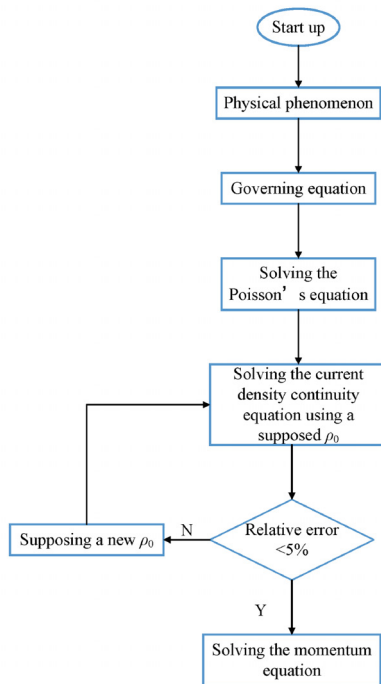 Start up
Physical phenomenon
Governing equation
Solving the
Poisson’s equation
Solving the current
density continuity
equation using a
supposed ρ₀
Relative error
<5%
N
Supposing a new ρ₀
Y
Solving the momentum
equation